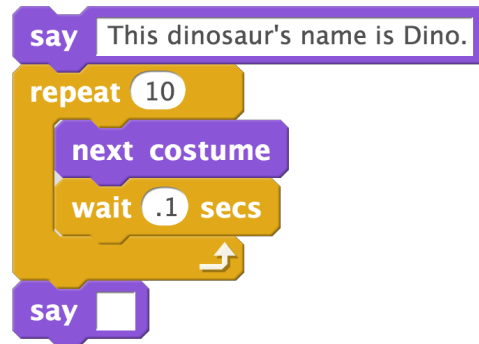 say This dinosaur's name is Dino.
repeat 10
next costume
wait .1 secs
say